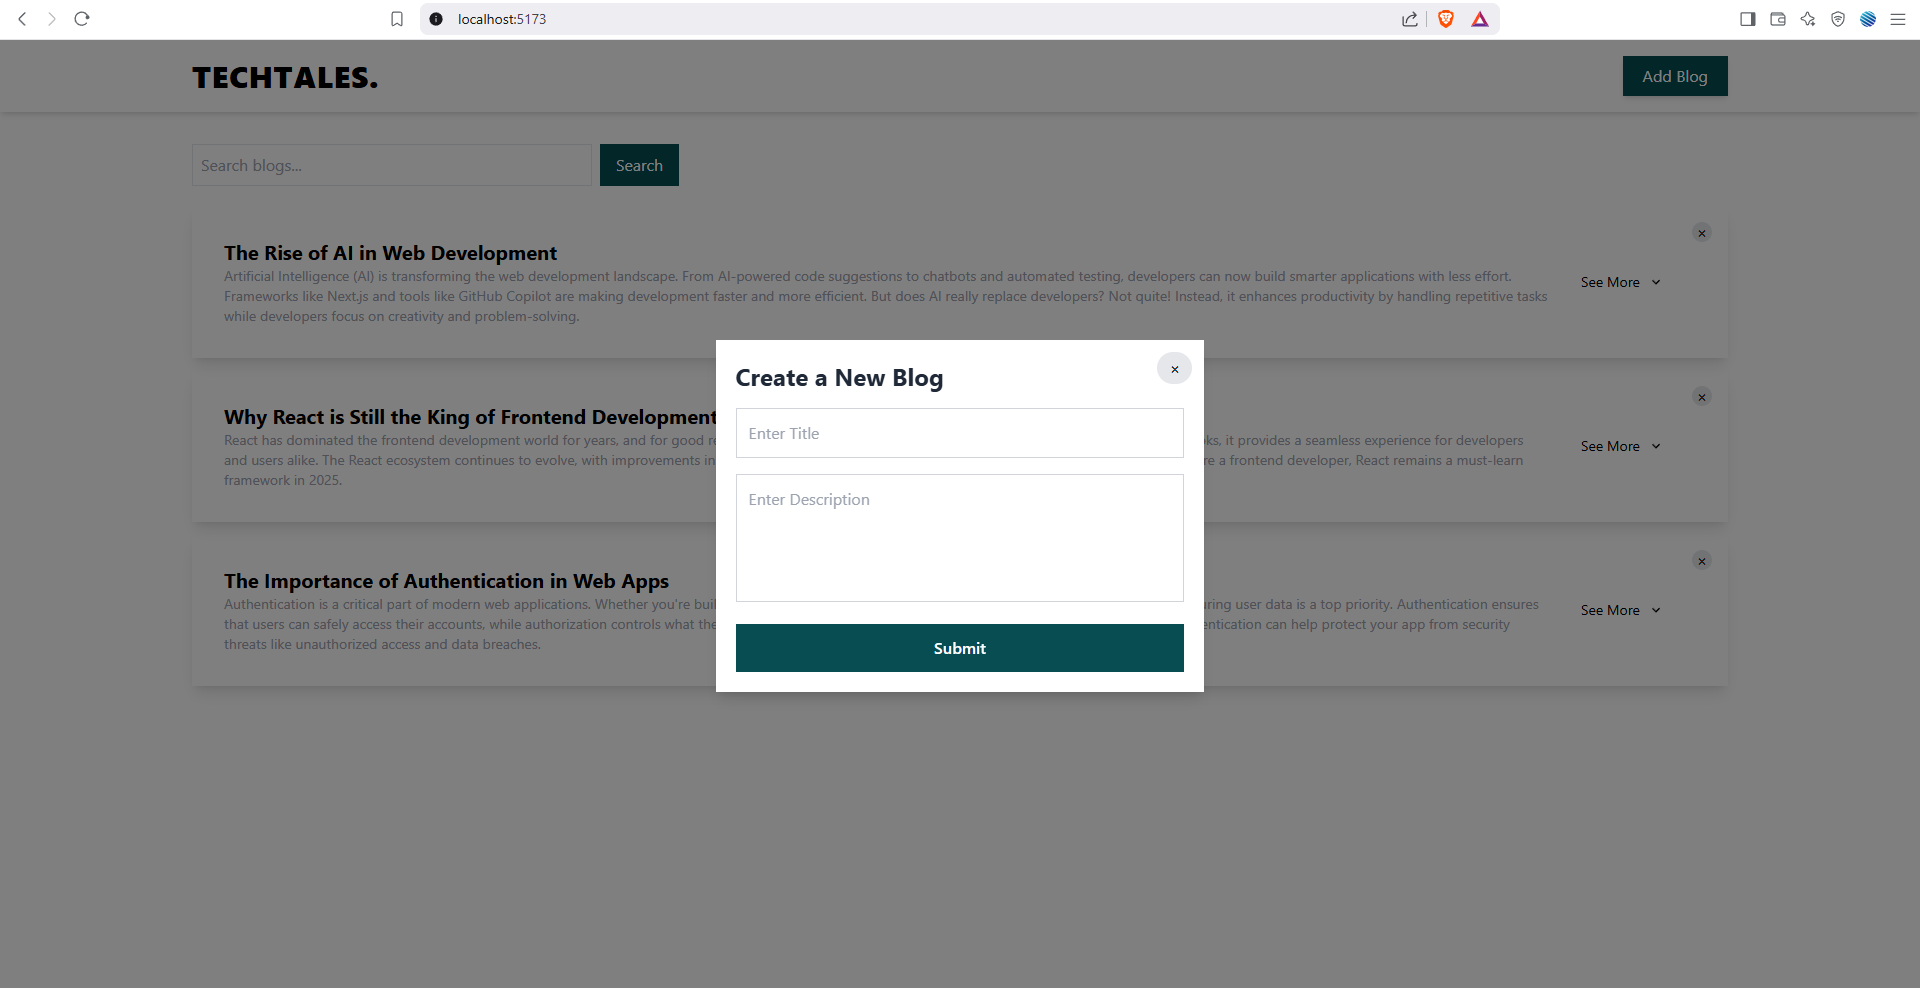 localhost:5173
TECHTALES.
Add Blog
Search blogs...
Search
The Rise of AI in Web Development
Artificial Intelligence (AI) is transforming the web development landscape. From AI-powered code suggestions to chatbots and automated testing, developers can now build smarter applications with less effort.
Frameworks like Next.js and tools like GitHub Copilot are making development faster and more efficient. But does AI really replace developers? Not quite! Instead, it enhances productivity by handling repetitive tasks
while developers focus on creativity and problem-solving.
See More
Create a New Blog
Enter Title
Enter Description
Submit
Why React is Still the King of Frontend Development
React has dominated the frontend development world for years, and for good it provides a seamless experience for developers
and users alike. The React ecosystem continues to evolve, with improvements in a frontend developer, React remains a must-learn
framework in 2025.
See More
The Importance of Authentication in Web Apps
Authentication is a critical part of modern web applications. Whether you're user data is a top priority. Authentication ensures
that users can safely access their accounts, while authorization controls what can help protect your app from security
threats like unauthorized access and data breaches.
See More